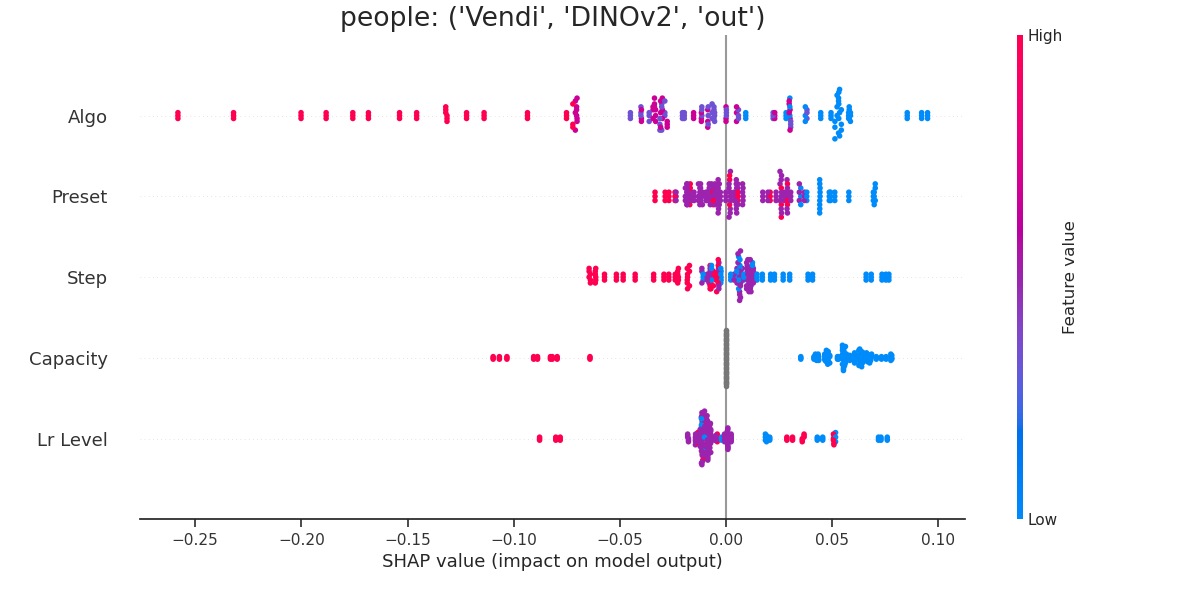 people: ('Vendi', 'DINOv2', 'out')
High
Algo
Preset
Step
Capacity
Lr Level
Feature value
Low
−0.25 −0.20 −0.15 −0.10 −0.05 0.00 0.05 0.10
SHAP value (impact on model output)